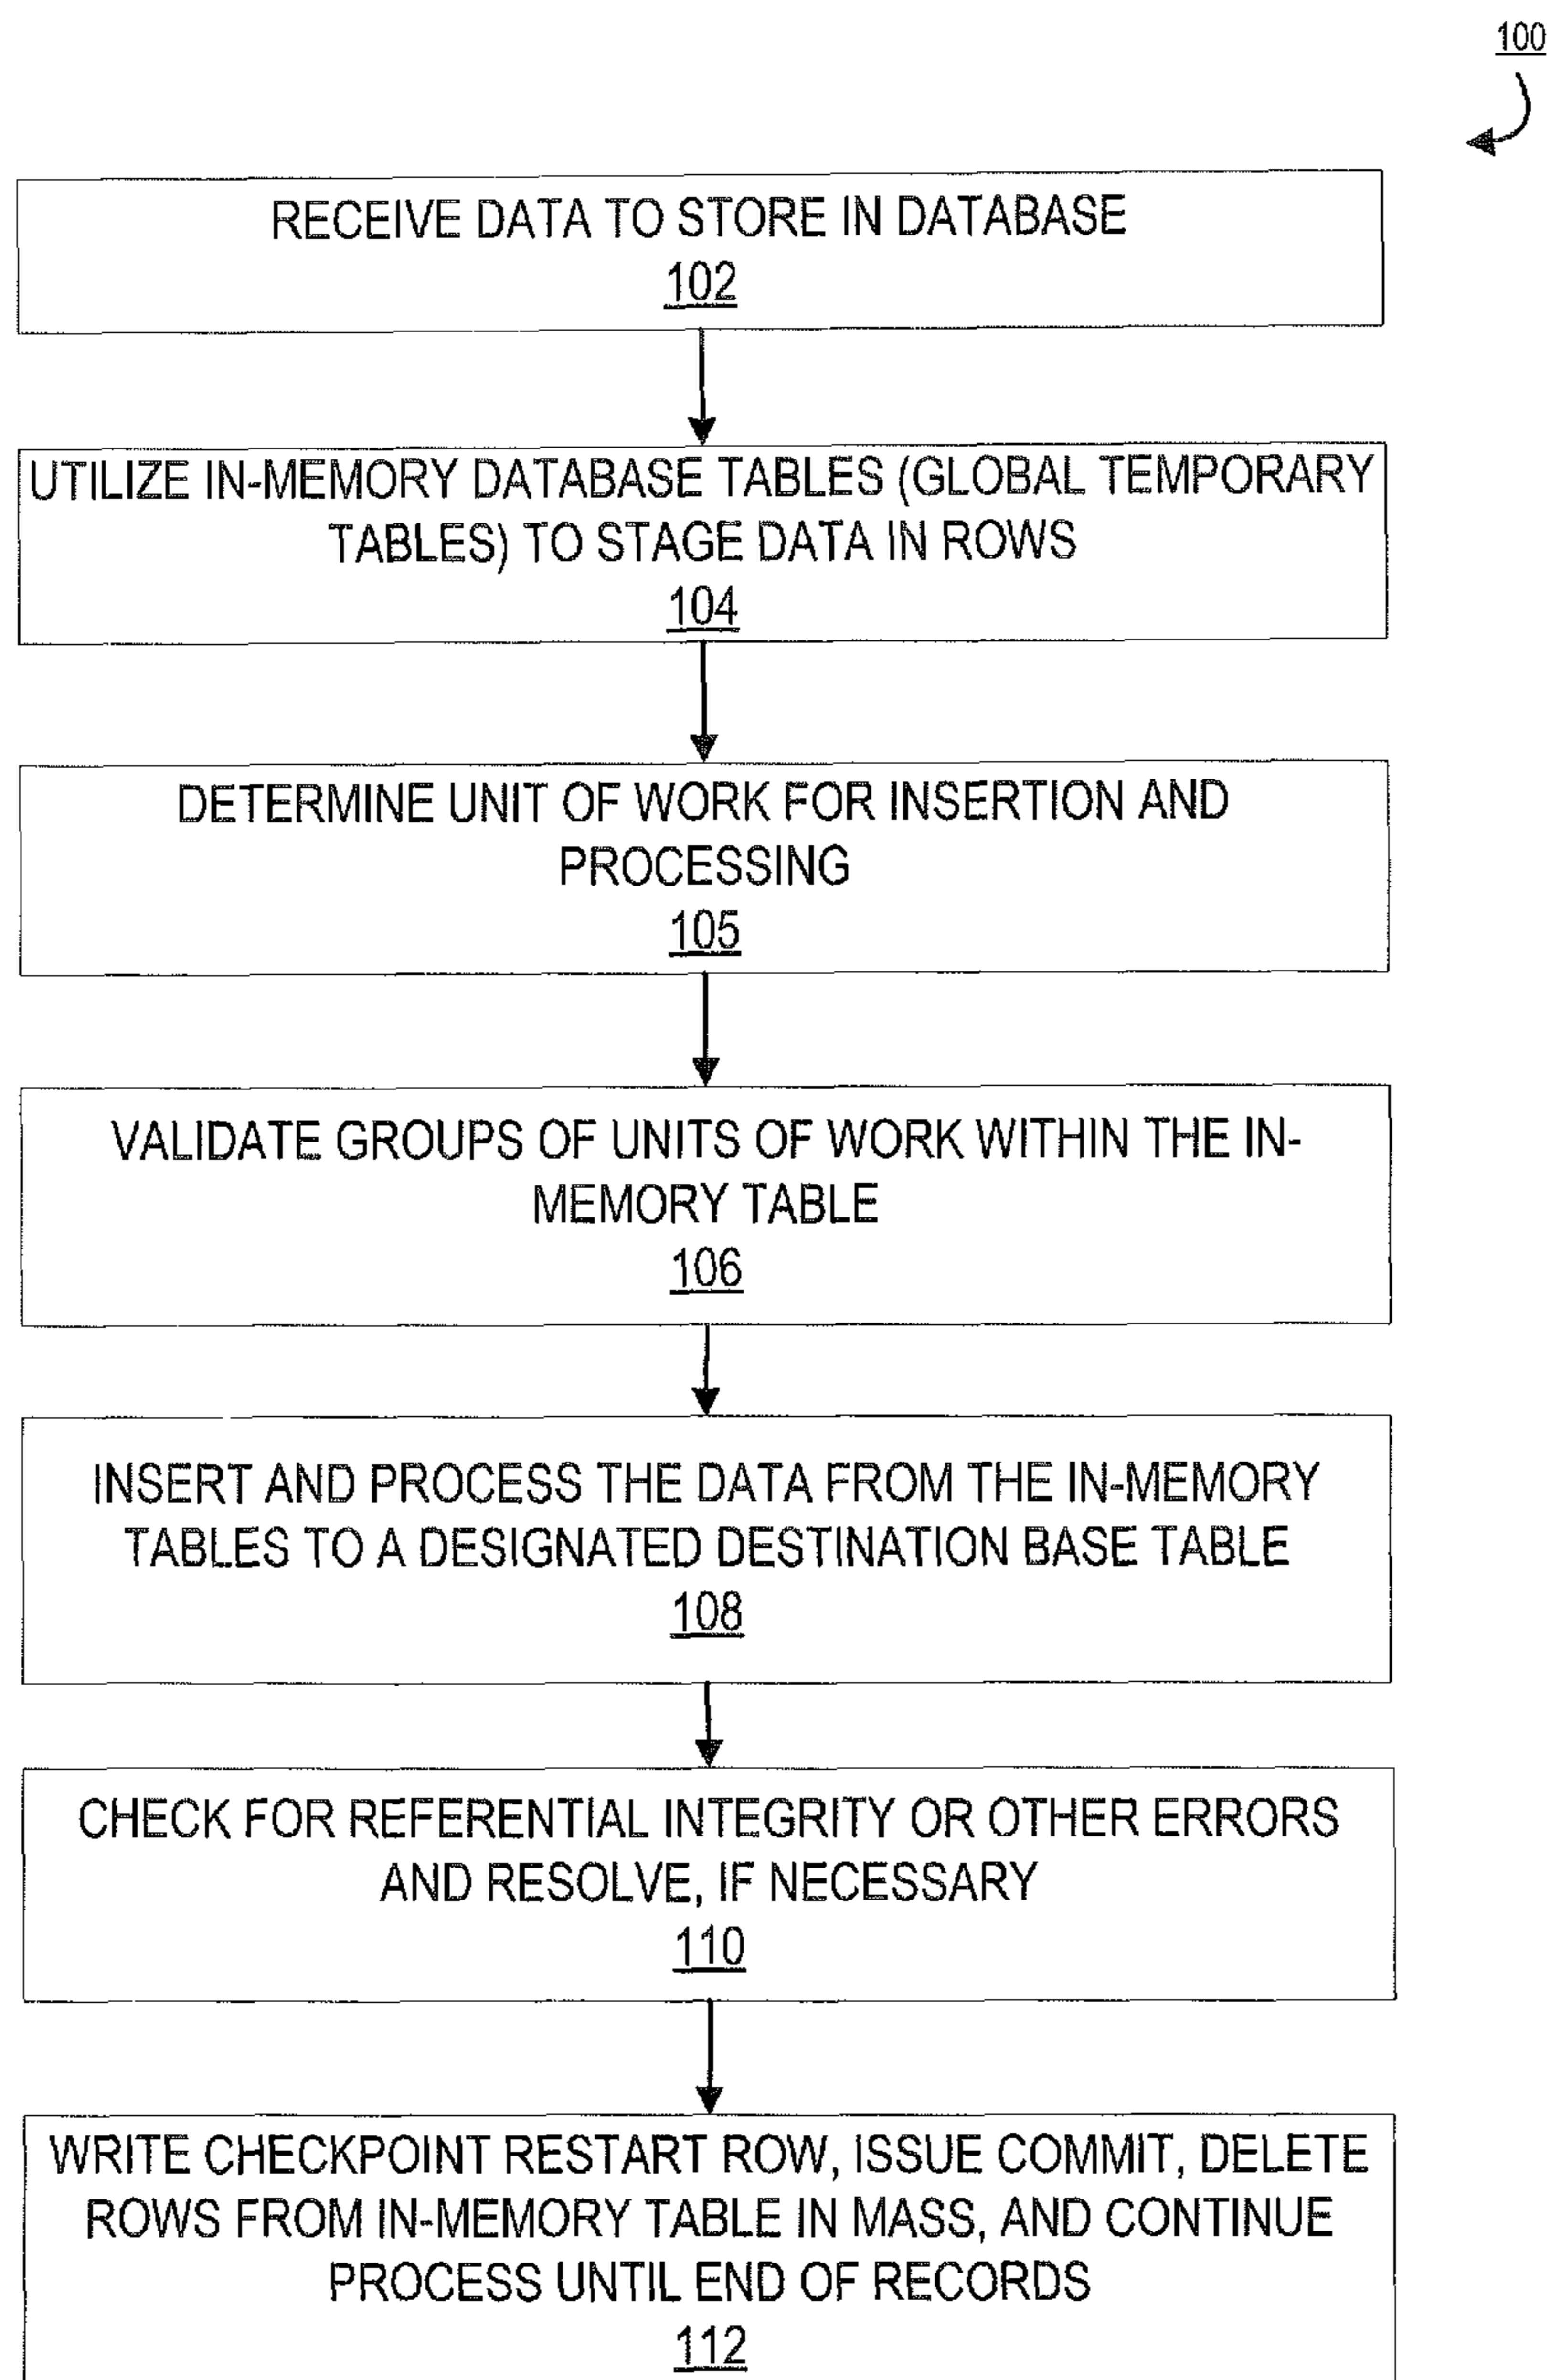 100
RECEIVE DATA TO STORE IN DATABASE
102
UTILIZE IN-MEMORY DATABASE TABLES (GLOBAL TEMPORARY
TABLES) TO STAGE DATA IN ROWS
104
DETERMINE UNIT OF WORK FOR INSERTION AND
PROCESSING
105
VALIDATE GROUPS OF UNITS OF WORK WITHIN THE IN-
MEMORY TABLE
106
INSERT AND PROCESS THE DATA FROM THE IN-MEMORY
TABLES TO A DESIGNATED DESTINATION BASE TABLE
108
CHECK FOR REFERENTIAL INTEGRITY OR OTHER ERRORS
AND RESOLVE, IF NECESSARY
110
WRITE CHECKPOINT RESTART ROW, ISSUE COMMIT, DELETE
ROWS FROM IN-MEMORY TABLE IN MASS, AND CONTINUE
PROCESS UNTIL END OF RECORDS
112